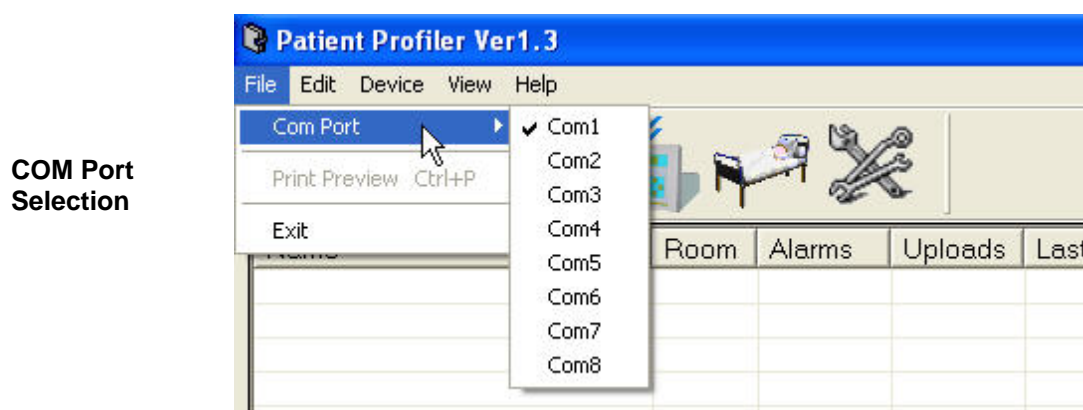 Patient Profiler Ver1.3
File Edit Device View Help
COM Port
Selection
Com Port
Print Preview Ctrl+P
Exit
Com1
Com2
Com3
Com4
Com5
Com6
Com7
Com8
Room Alarms Uploads